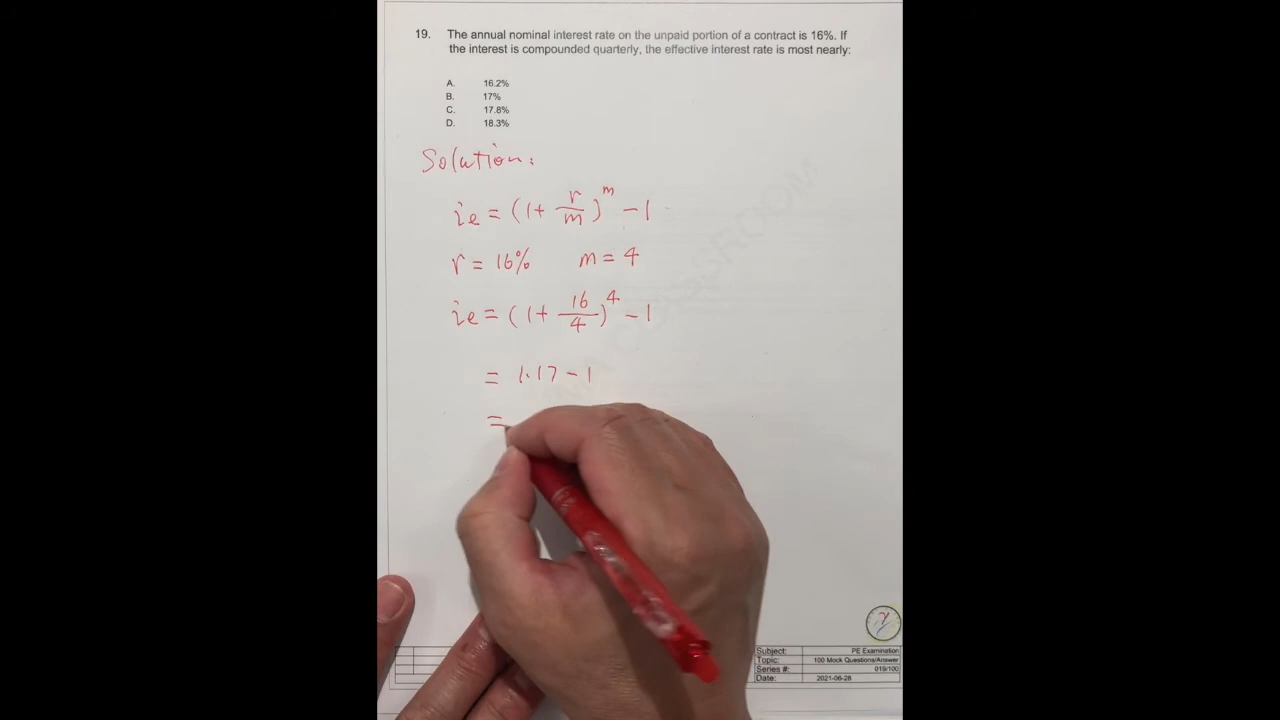 19. The annual nominal interest rate on the unpaid portion of a contract is 16%. If
the interest is compounded quarterly, the effective interest rate is most nearly:
A. 16.2%
B. 17%
C. 17.8%
D. 18.3%
Solution:
ie = (1 + r/m)^m - 1
r = 16% m = 4
ie = (1 + 16/4)^4 - 1
= 1.17 - 1
=
Subject: PE Examination
Topic: 100 Mock Questions/Answer
Series #: 019/100
Date: 2021-06-28